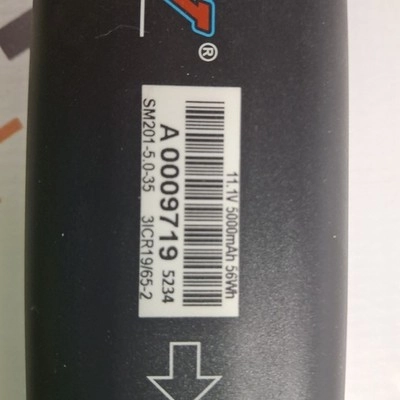 ®
11.1V 5000mAh 56Wh
A 0009719 5234
SM201-5.0-35 3ICR19/65-2